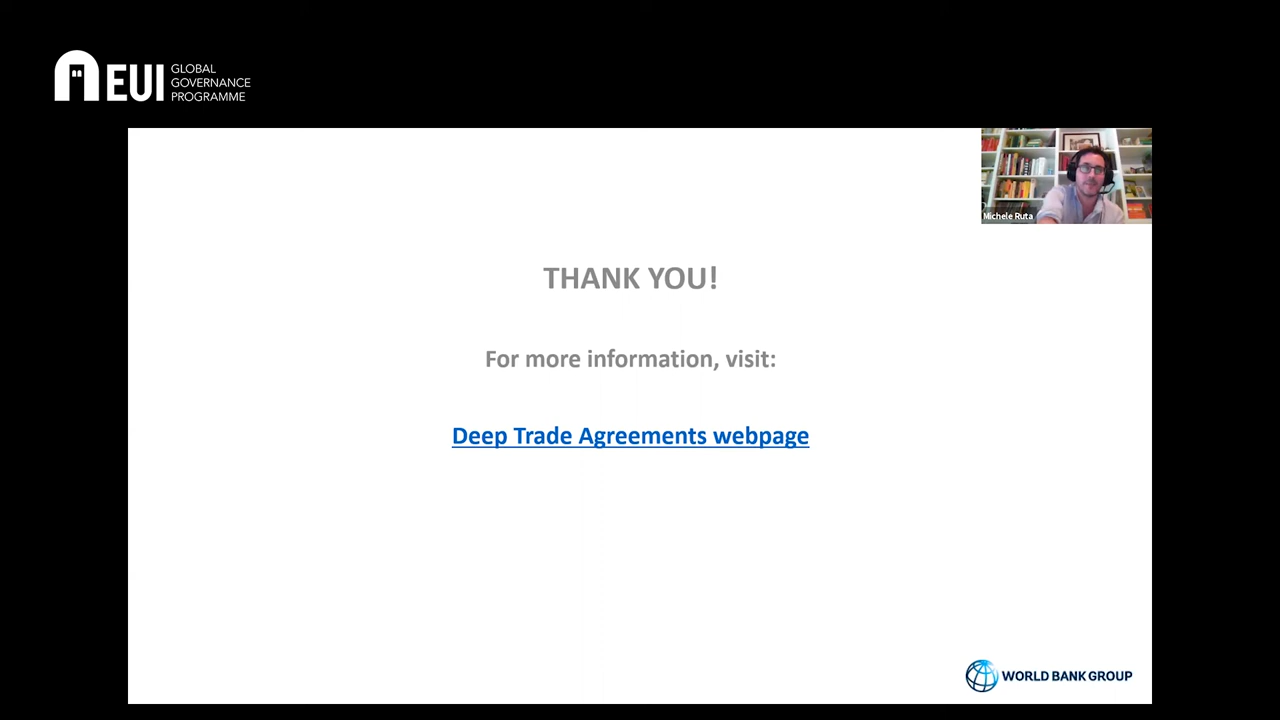 EUI
GLOBAL
GOVERNANCE
PROGRAMME
Michele Ruta
THANK YOU!
For more information, visit:
Deep Trade Agreements webpage
WORLD BANK GROUP